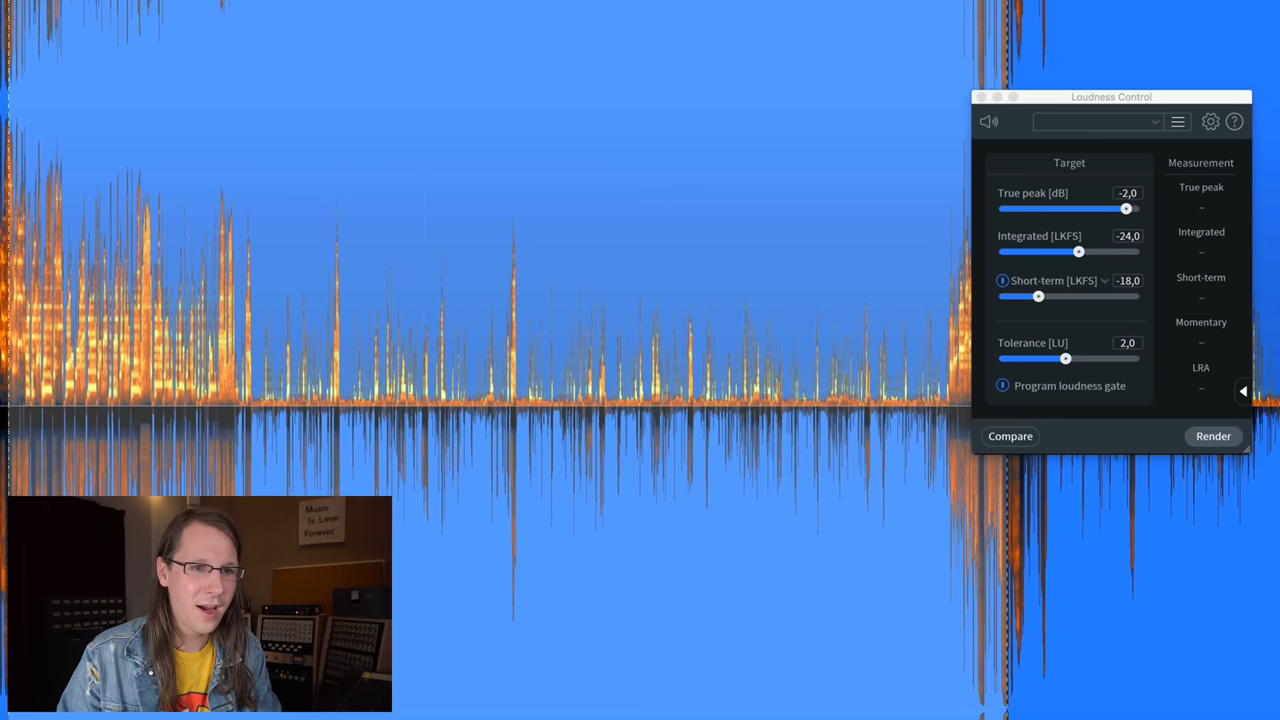 Loudness Control
Target
Measurement
True peak [dB]
-2,0
True peak
–
Integrated [LKFS]
-24,0
Integrated
–
Short-term [LKFS]
-18,0
Short-term
–
Momentary
–
Tolerance [LU]
2,0
LRA
–
Program loudness gate
Compare
Render
Music
Is Love
Forever